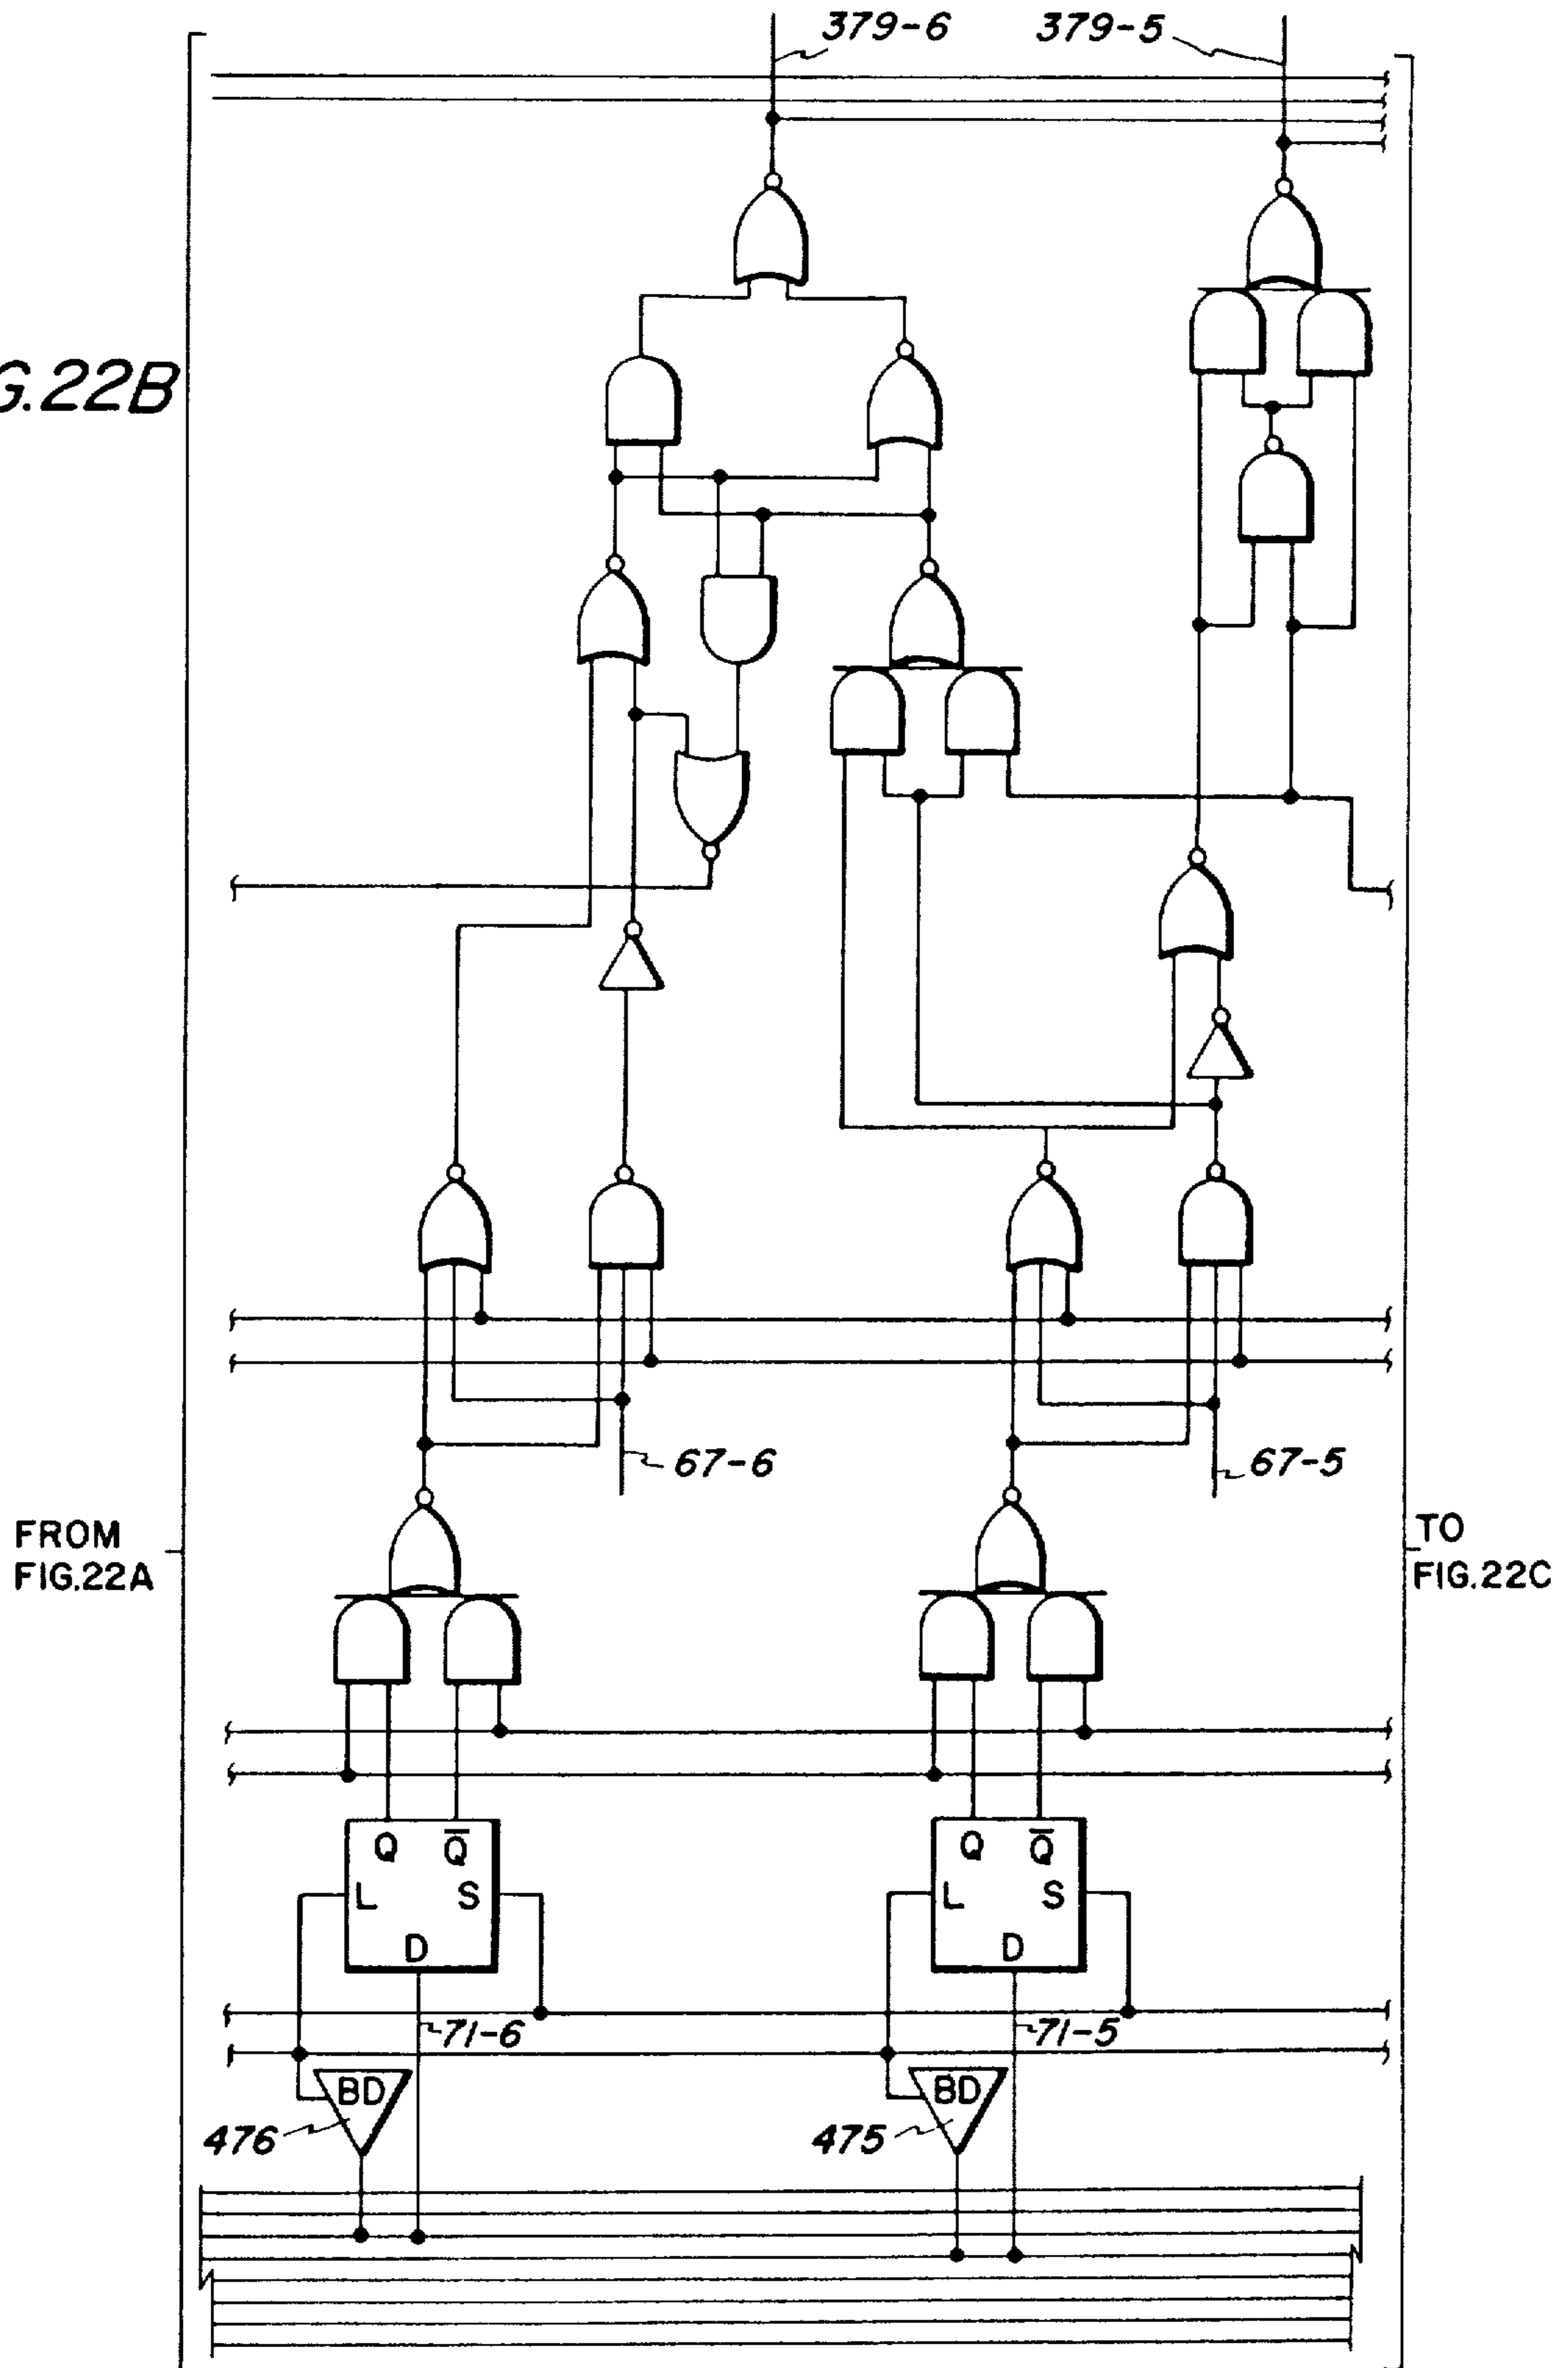 379-6 379-5
G.22B
67-6 67-5
FROM
FIG.22A
TO
FIG.22C
Q Q̅ Q Q̅
L S L S
D D
71-6 71-5
BD BD
476 475